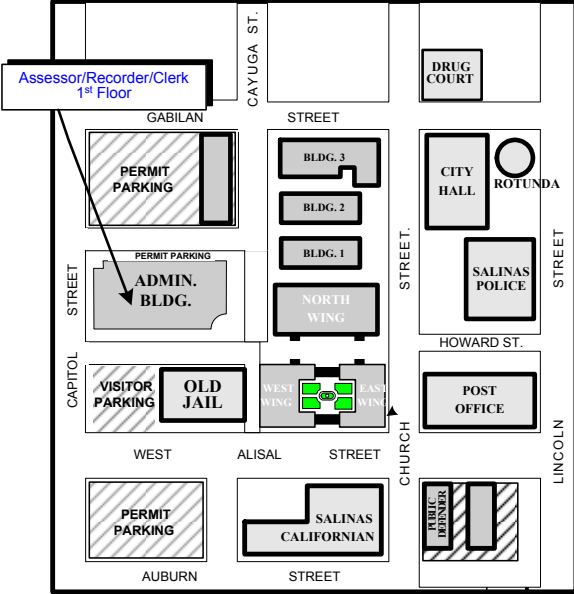 CAYUGA ST.
DRUG
COURT
Assessor/Recorder/Clerk
1st Floor
GABILAN STREET
BLDG. 3
PERMIT
PARKING
CITY
HALL
ROTUNDA
BLDG. 2
BLDG. 1
PERMIT PARKING
ADMIN.
BLDG.
STREET
STREET.
STREET
SALINAS
POLICE
NORTH
WING
HOWARD ST.
CAPITOL
VISITOR
PARKING
OLD
JAIL
WEST
WING
EAST
WING
POST
OFFICE
CHURCH
LINCOLN
WEST ALISAL STREET
PERMIT
PARKING
SALINAS
CALIFORNIAN
PUBLIC
DEFENDER
AUBURN STREET